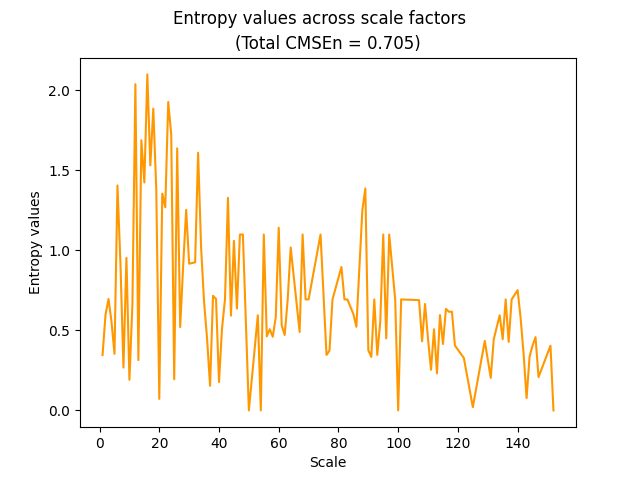 Entropy values across scale factors
(Total CMSEn = 0.705)
2.0
1.5
1.0
0.5
0.0
Entropy values
0 20 40 60 80 100 120 140
Scale